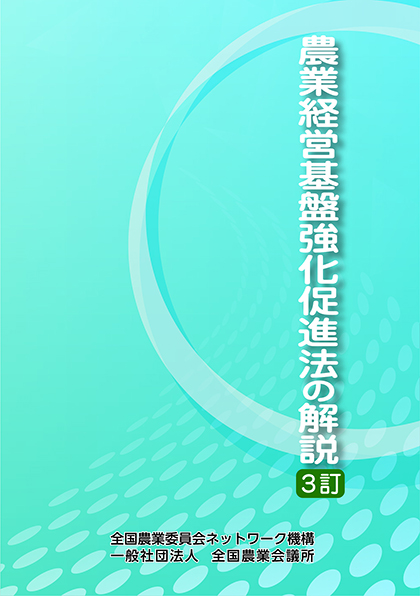 農業経営基盤強化促進法の解説
3訂
全国農業委員会ネットワーク機構
一般社団法人　全国農業会議所